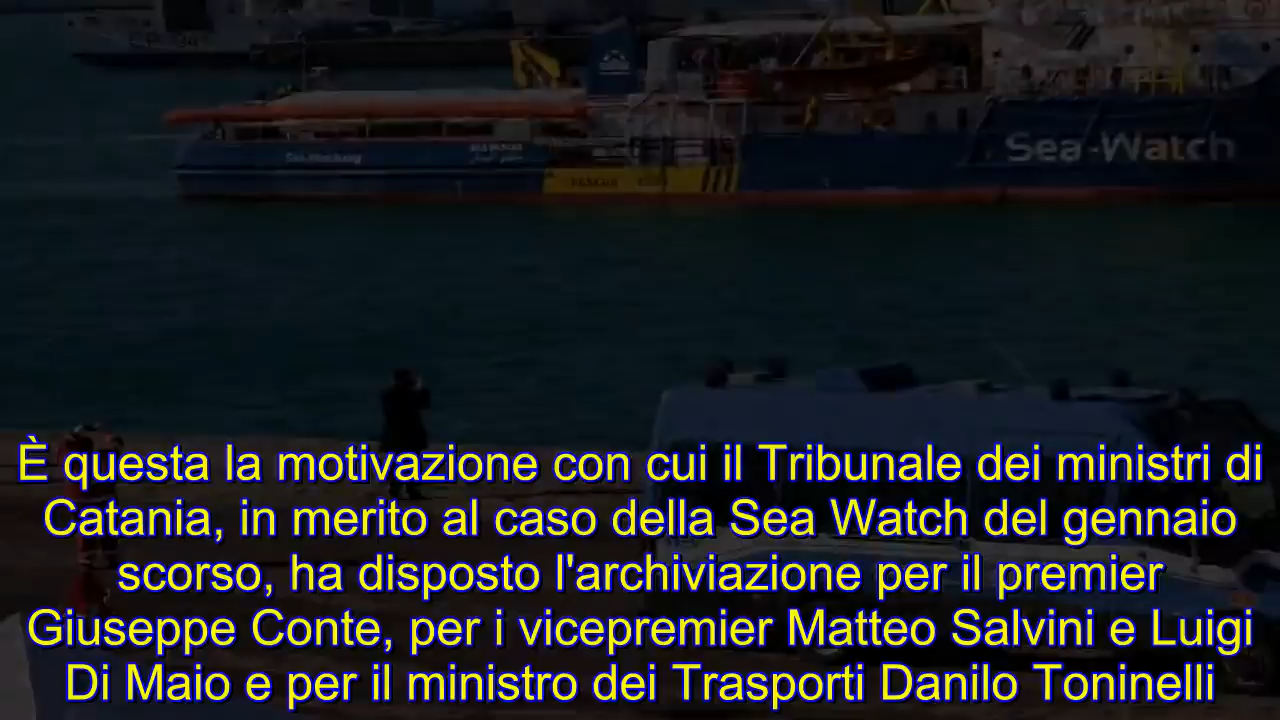 Sea-Watch
È questa la motivazione con cui il Tribunale dei ministri di
Catania, in merito al caso della Sea Watch del gennaio
scorso, ha disposto l'archiviazione per il premier
Giuseppe Conte, per i vicepremier Matteo Salvini e Luigi
Di Maio e per il ministro dei Trasporti Danilo Toninelli